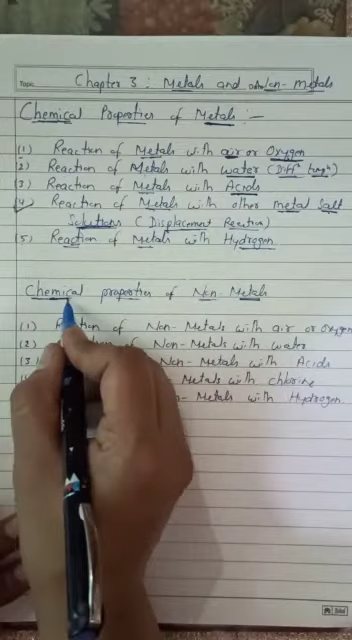 Topic Chapter 3 : Metals and Non-Metals
Chemical Properties of Metals :-
(1) Reaction of Metals with air or Oxygen
(2) Reaction of Metals with water (Diff^n temp^n)
(3) Reaction of Metals with Acids
(4) Reaction of Metals with other metal Salt
Solutions (Displacement Reaction)
(5) Reaction of Metals with Hydrogen
Chemical properties of Non-Metals
(1) of Non-Metals with air or Oxygen
(2) of Non-Metals with water
(3) Non-Metals with Acids
Metals with chlorine
Metals with Hydrogen